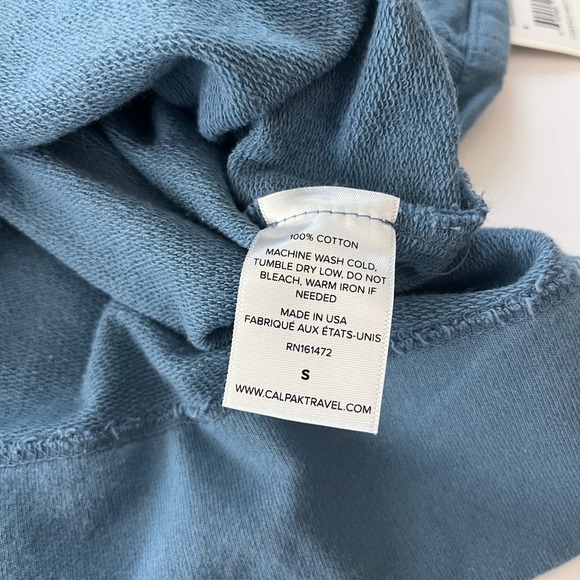 100% COTTON
MACHINE WASH COLD,
TUMBLE DRY LOW, DO NOT
BLEACH, WARM IRON IF
NEEDED
MADE IN USA
FABRIQUÉ AUX ÉTATS-UNIS
RN161472
S
WWW.CALPAKTRAVEL.COM